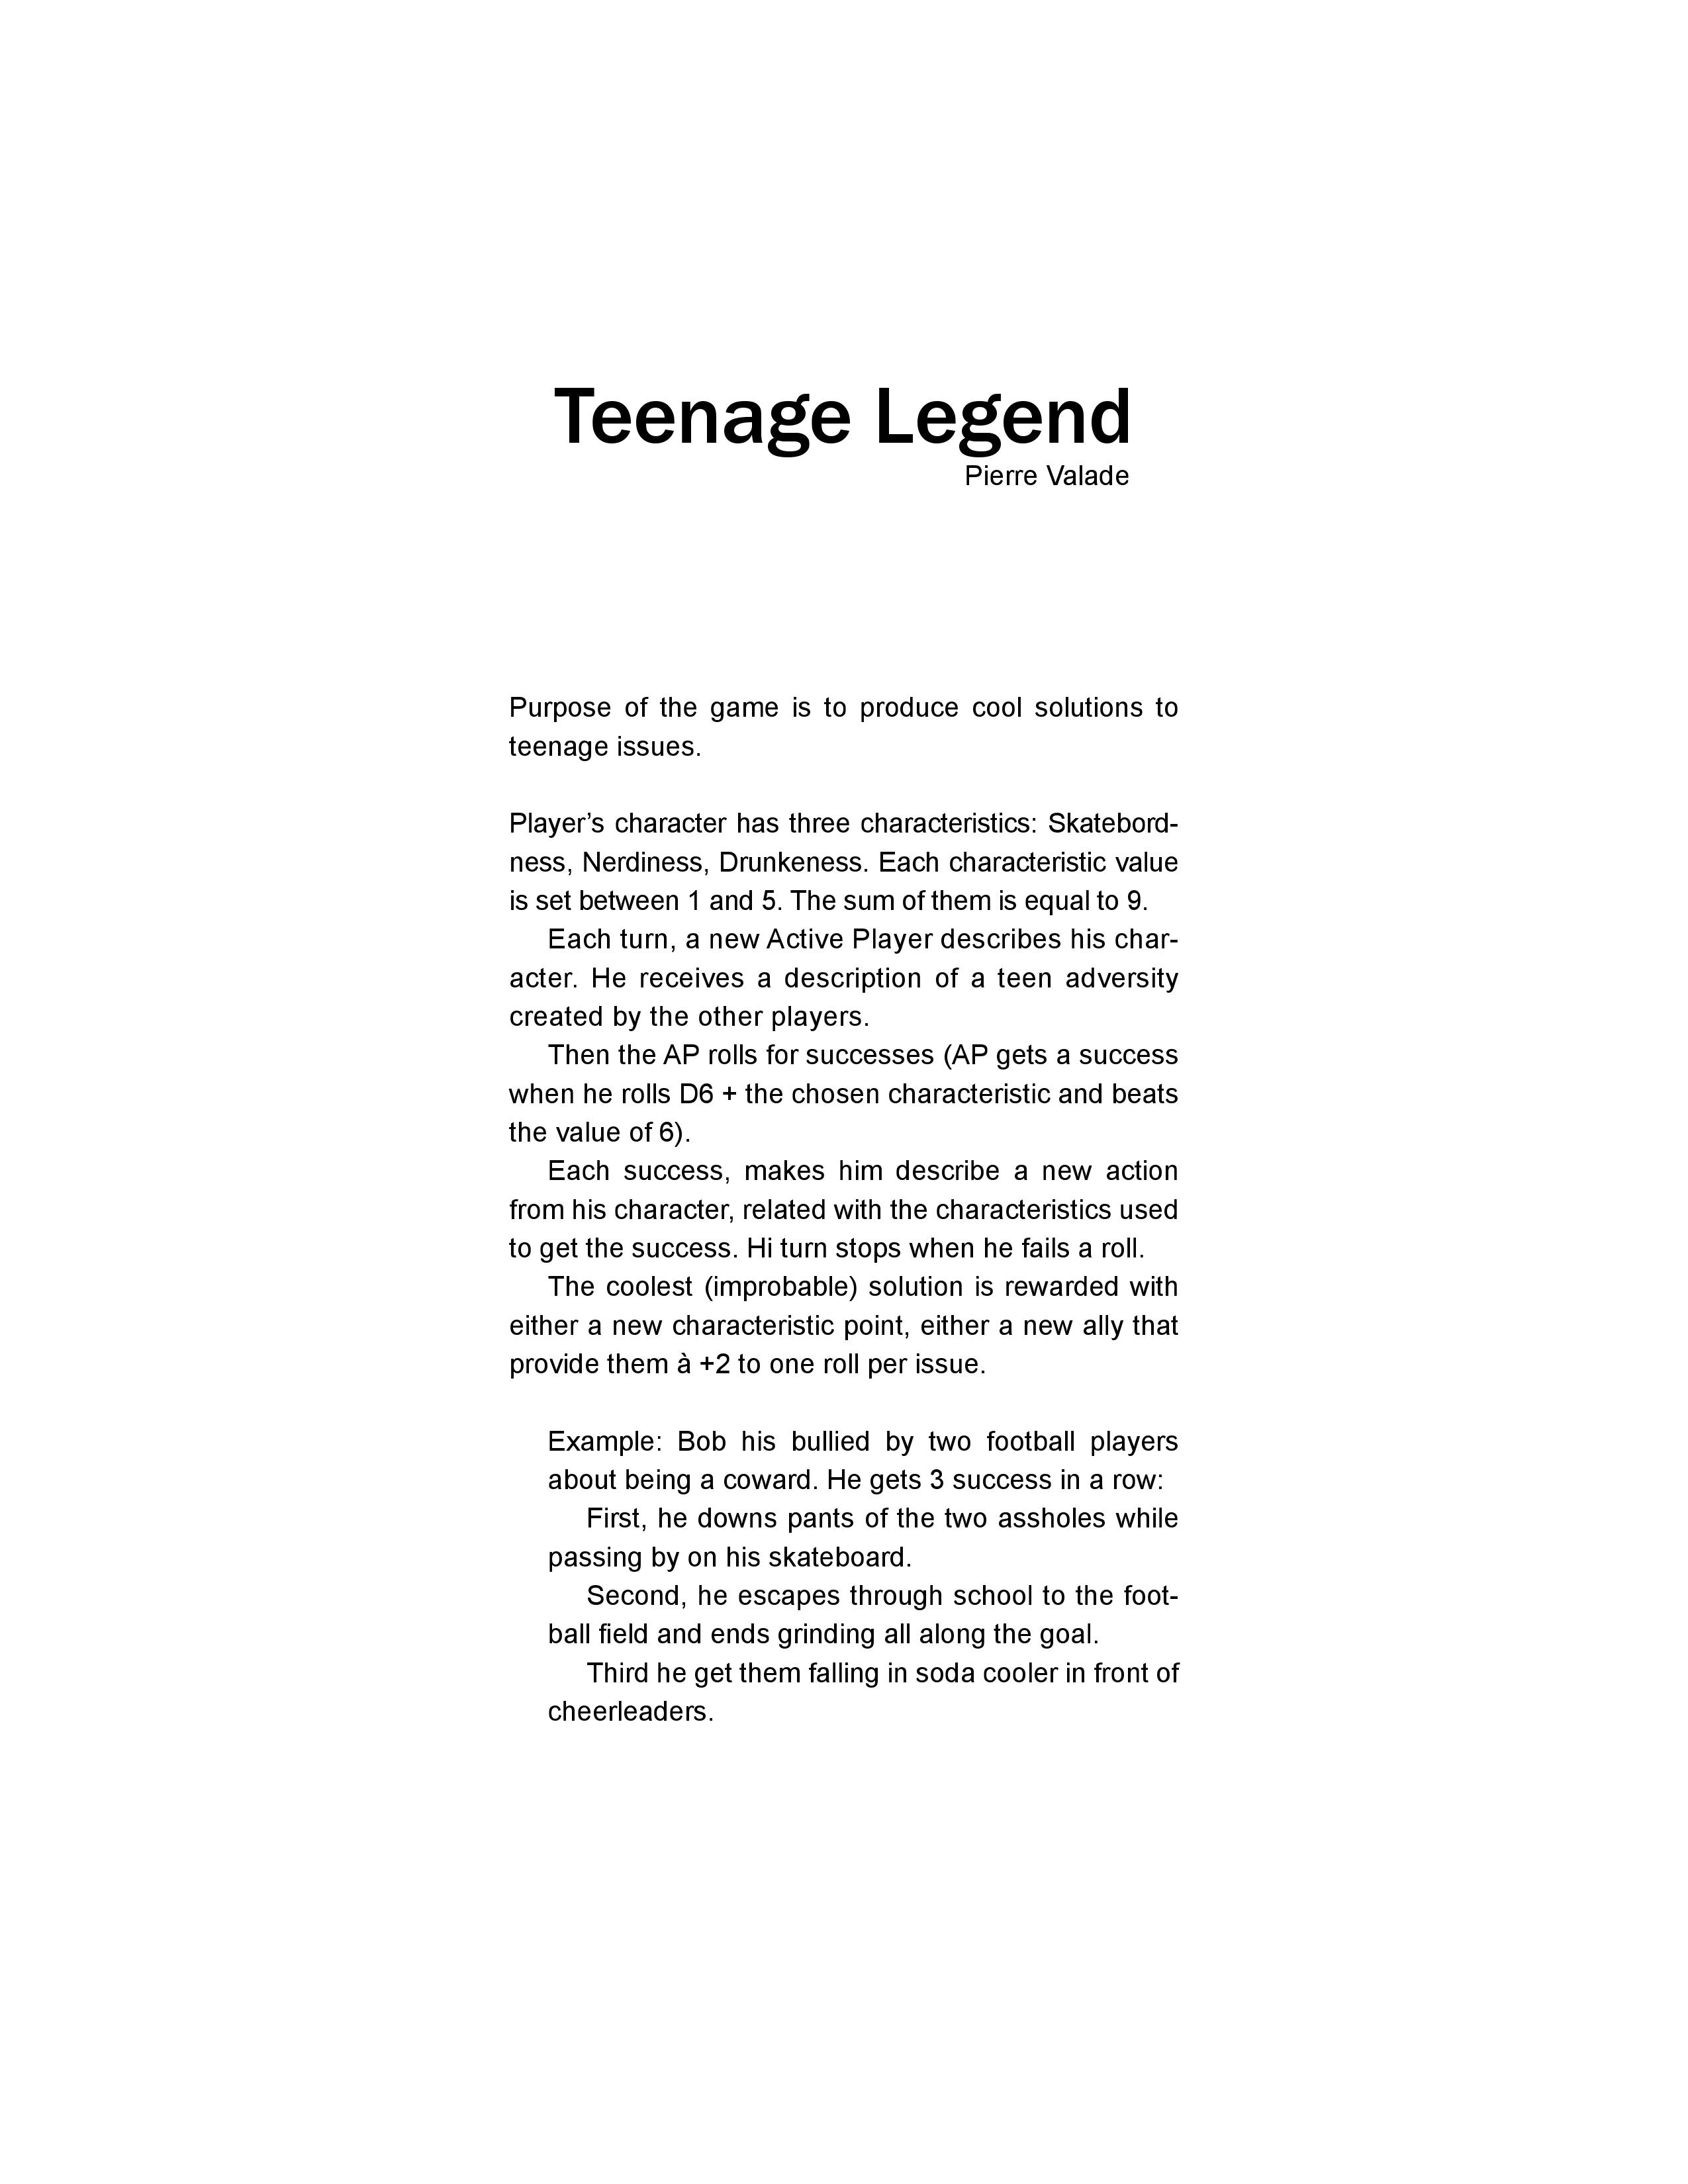 Teenage Legend
Pierre Valade
Purpose of the game is to produce cool solutions to
teenage issues.
Player’s character has three characteristics: Skatebord-
ness, Nerdiness, Drunkeness. Each characteristic value
is set between 1 and 5. The sum of them is equal to 9.
Each turn, a new Active Player describes his char-
acter. He receives a description of a teen adversity
created by the other players.
Then the AP rolls for successes (AP gets a success
when he rolls D6 + the chosen characteristic and beats
the value of 6).
Each success, makes him describe a new action
from his character, related with the characteristics used
to get the success. Hi turn stops when he fails a roll.
The coolest (improbable) solution is rewarded with
either a new characteristic point, either a new ally that
provide them à +2 to one roll per issue.
Example: Bob his bullied by two football players
about being a coward. He gets 3 success in a row:
First, he downs pants of the two assholes while
passing by on his skateboard.
Second, he escapes through school to the foot-
ball field and ends grinding all along the goal.
Third he get them falling in soda cooler in front of
cheerleaders.